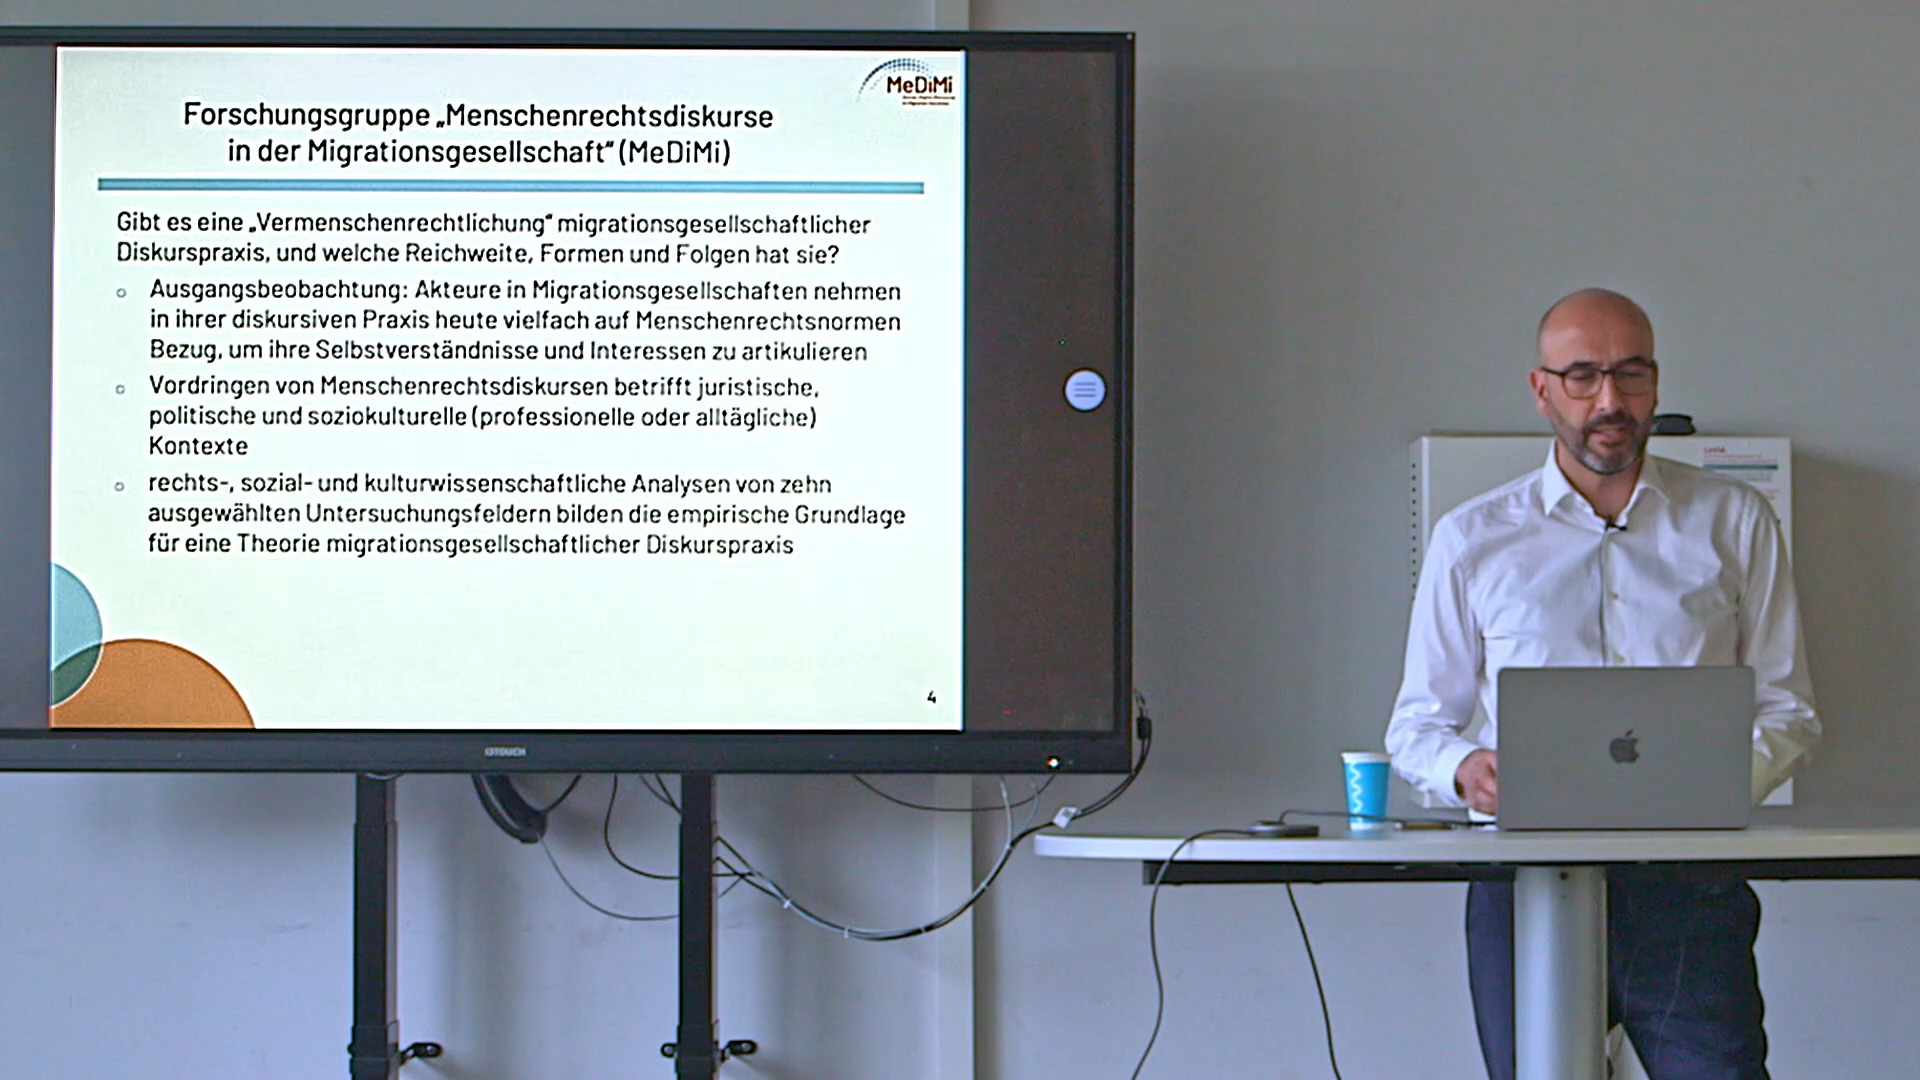 MeDiMi
Forschungsgruppe „Menschenrechtsdiskurse
in der Migrationsgesellschaft“ (MeDiMi)
Gibt es eine „Vermenschenrechtlichung“ migrationsgesellschaftlicher
Diskurspraxis, und welche Reichweite, Formen und Folgen hat sie?
Ausgangsbeobachtung: Akteure in Migrationsgesellschaften nehmen
in ihrer diskursiven Praxis heute vielfach auf Menschenrechtsnormen
Bezug, um ihre Selbstverständnisse und Interessen zu artikulieren
Vordringen von Menschenrechtsdiskursen betrifft juristische,
politische und soziokulturelle (professionelle oder alltägliche)
Kontexte
rechts-, sozial- und kulturwissenschaftliche Analysen von zehn
ausgewählten Untersuchungsfeldern bilden die empirische Grundlage
für eine Theorie migrationsgesellschaftlicher Diskurspraxis
4